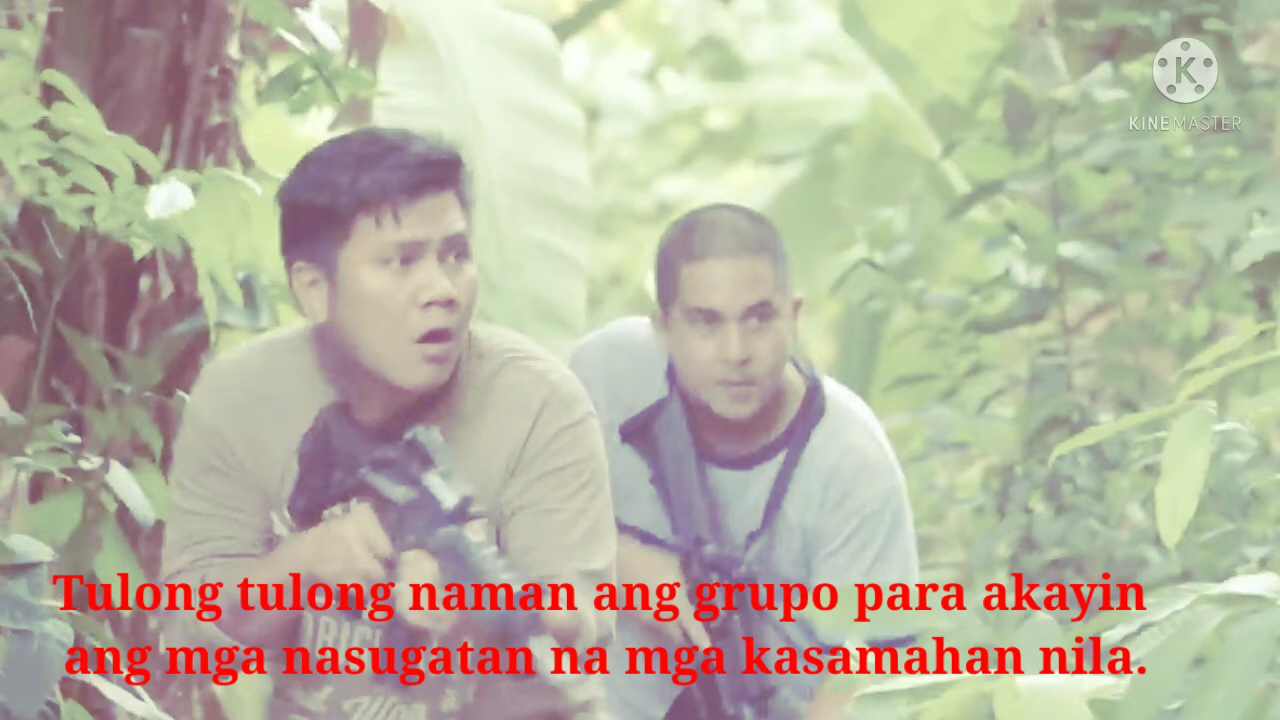 KINEMASTER
Tulong tulong naman ang grupo para akayin
ang mga nasugatan na mga kasamahan nila.